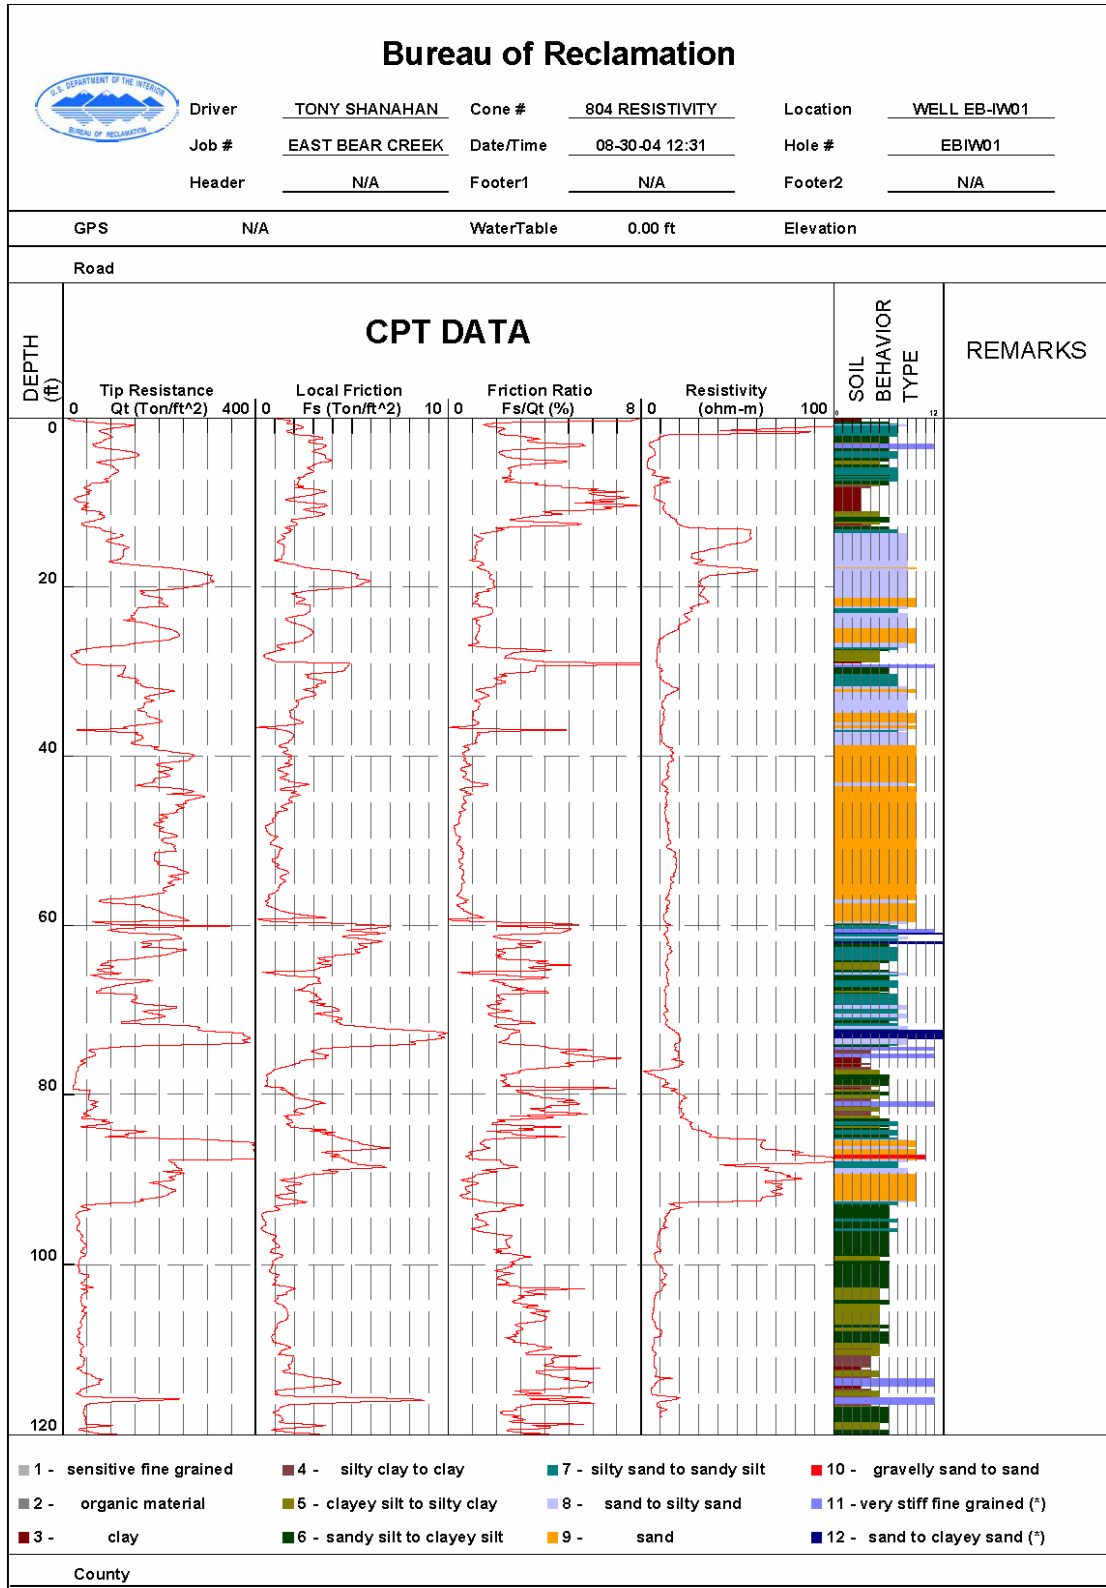 Bureau of Reclamation
U.S. DEPARTMENT OF THE INTERIOR
BUREAU OF RECLAMATION
Driver TONY SHANAHAN Cone # 804 RESISTIVITY Location WELL EB-IW01
Job # EAST BEAR CREEK Date/Time 08-30-04 12:31 Hole # EBIW01
Header N/A Footer1 N/A Footer2 N/A
GPS N/A WaterTable 0.00 ft Elevation
Road
CPT DATA
DEPTH (ft)
SOIL BEHAVIOR TYPE
REMARKS
Tip Resistance Local Friction Friction Ratio Resistivity
0 Qt (Ton/ft^2) 400 0 Fs (Ton/ft^2) 10 0 Fs/Qt (%) 8 0 (ohm-m) 100
0 12
0
20
40
60
80
100
120
1 - sensitive fine grained 4 - silty clay to clay 7 - silty sand to sandy silt 10 - gravelly sand to sand
2 - organic material 5 - clayey silt to silty clay 8 - sand to silty sand 11 - very stiff fine grained (*)
3 - clay 6 - sandy silt to clayey silt 9 - sand 12 - sand to clayey sand (*)
County